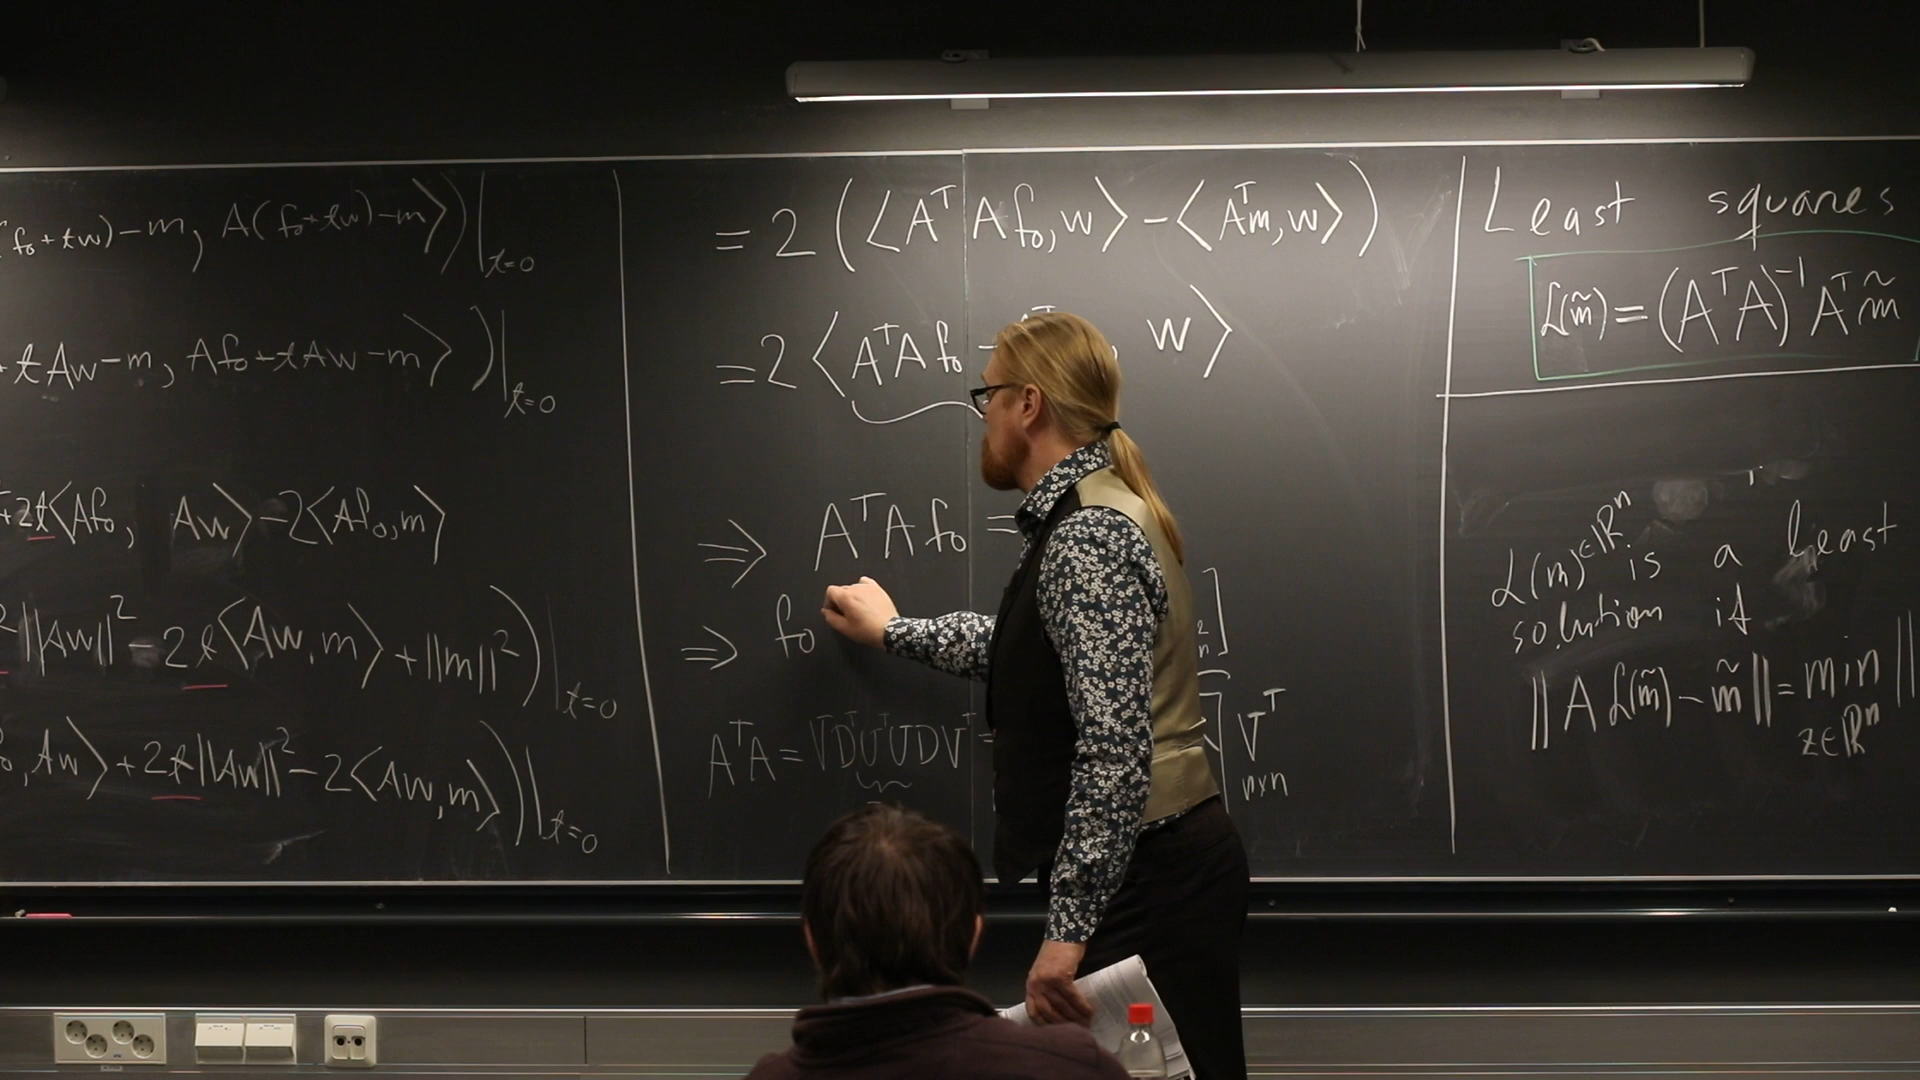 f₀+tw)−m, A(f₀+tw)−m⟩)|ₜ₌₀
tAw−m, Af₀+tAw−m⟩)|ₜ₌₀
+2t⟨Af₀, Aw⟩−2⟨Af₀,m⟩
‖Aw‖²−2t⟨Aw,m⟩+‖m‖²)|ₜ₌₀
, Aw⟩+2t‖Aw‖²−2⟨Aw,m⟩)|ₜ₌₀
=2(⟨AᵀAf₀,w⟩−⟨Aᵀm,w⟩)
=2⟨AᵀAf₀− , w⟩
⇒ AᵀAf₀ =
⇒ f₀
AᵀA=VDᵀUᵀUDVᵀ=
Vᵀ
n×n
Least squares
ℒ(m̃)=(AᵀA)⁻¹Aᵀm̃
ℒ(m)∈ℝⁿ is a least
solution if
‖Aℒ(m̃)−m̃‖=min ‖
z∈ℝⁿ